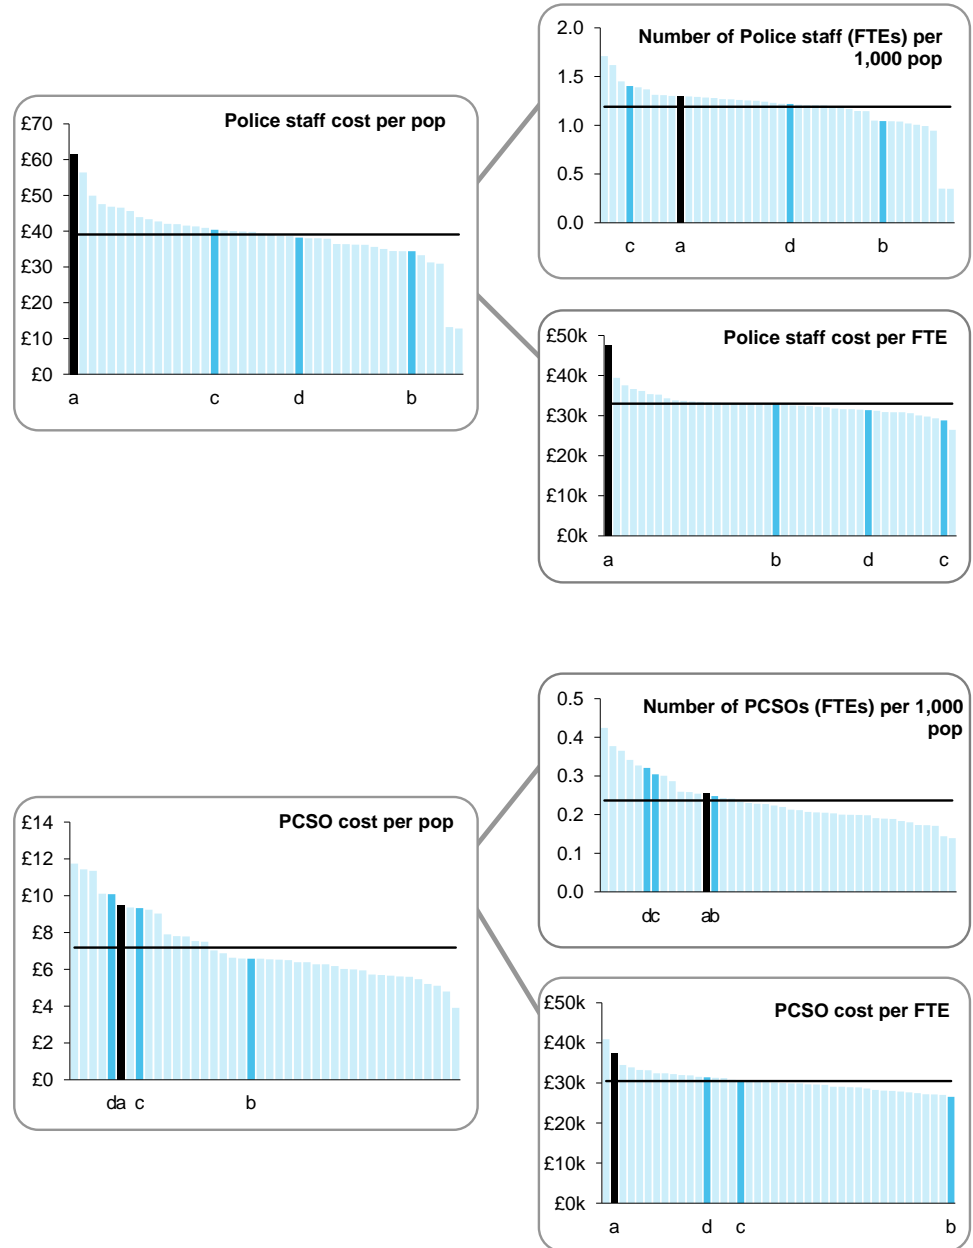 Police staff cost per pop
£70
£60
£50
£40
£30
£20
£10
£0
a c d b
Number of Police staff (FTEs) per
1,000 pop
2.0
1.5
1.0
0.5
0.0
c a d b
Police staff cost per FTE
£50k
£40k
£30k
£20k
£10k
£0k
a b d c
PCSO cost per pop
£14
£12
£10
£8
£6
£4
£2
£0
da c b
Number of PCSOs (FTEs) per 1,000
pop
0.5
0.4
0.3
0.2
0.1
0.0
dc ab
PCSO cost per FTE
£50k
£40k
£30k
£20k
£10k
£0k
a d c b